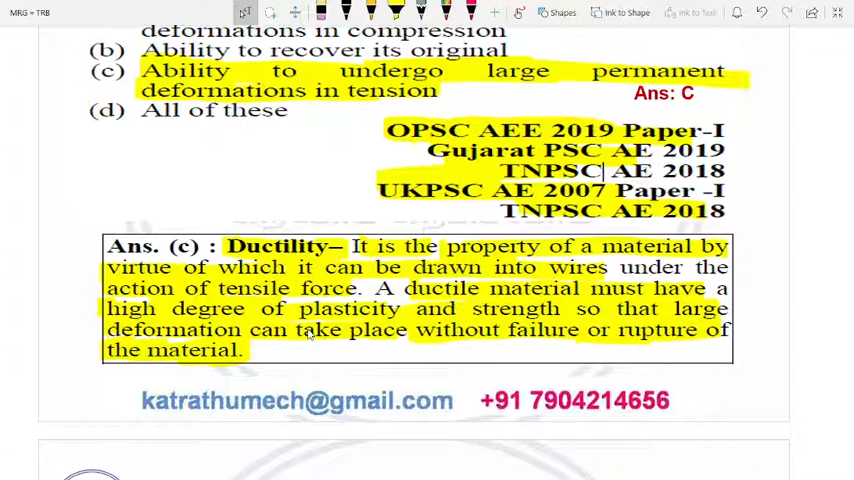 MRG » TRB
Shapes
Ink to Shape
Ink to Text
deformations in compression
(b) Ability to recover its original
(c) Ability to undergo large permanent
deformations in tension
Ans: C
(d) All of these
OPSC AEE 2019 Paper-I
Gujarat PSC AE 2019
TNPSC AE 2018
UKPSC AE 2007 Paper -I
TNPSC AE 2018
Ans. (c) : Ductility– It is the property of a material by
virtue of which it can be drawn into wires under the
action of tensile force. A ductile material must have a
high degree of plasticity and strength so that large
deformation can take place without failure or rupture of
the material.
katrathumech@gmail.com +91 7904214656